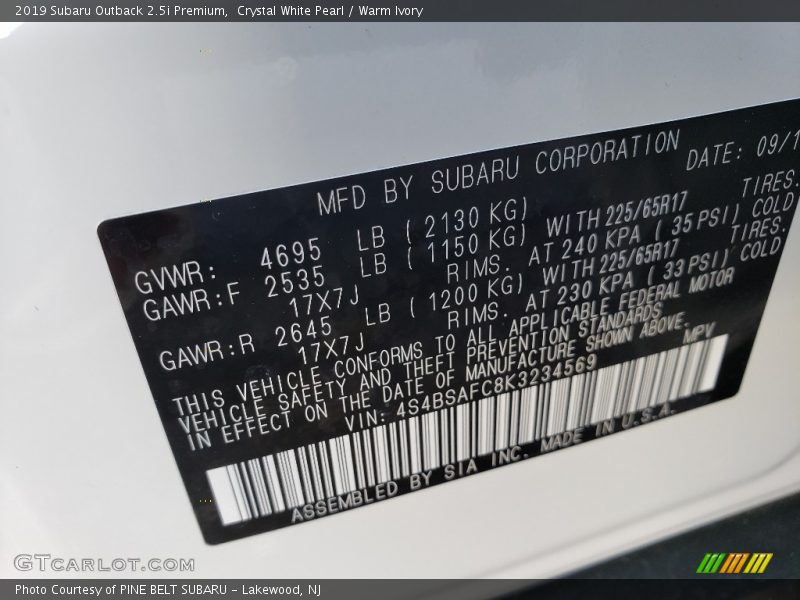 2019 Subaru Outback 2.5i Premium, Crystal White Pearl / Warm Ivory
MFD BY SUBARU CORPORATION DATE: 09/1
GVWR: 4695 LB ( 2130 KG)
GAWR:F 2535 LB ( 1150 KG) WITH 225/65R17 TIRES.
17X7J RIMS. AT 240 KPA ( 35 PSI) COLD
GAWR:R 2645 LB ( 1200 KG) WITH 225/65R17 TIRES.
17X7J RIMS. AT 230 KPA ( 33 PSI) COLD
THIS VEHICLE CONFORMS TO ALL APPLICABLE FEDERAL MOTOR
VEHICLE SAFETY AND THEFT PREVENTION STANDARDS
IN EFFECT ON THE DATE OF MANUFACTURE SHOWN ABOVE.
VIN: 4S4BSAFC8K3234569 MPV
ASSEMBLED BY SIA INC. MADE IN U.S.A.
GTCARLOT.COM
Photo Courtesy of PINE BELT SUBARU - Lakewood, NJ